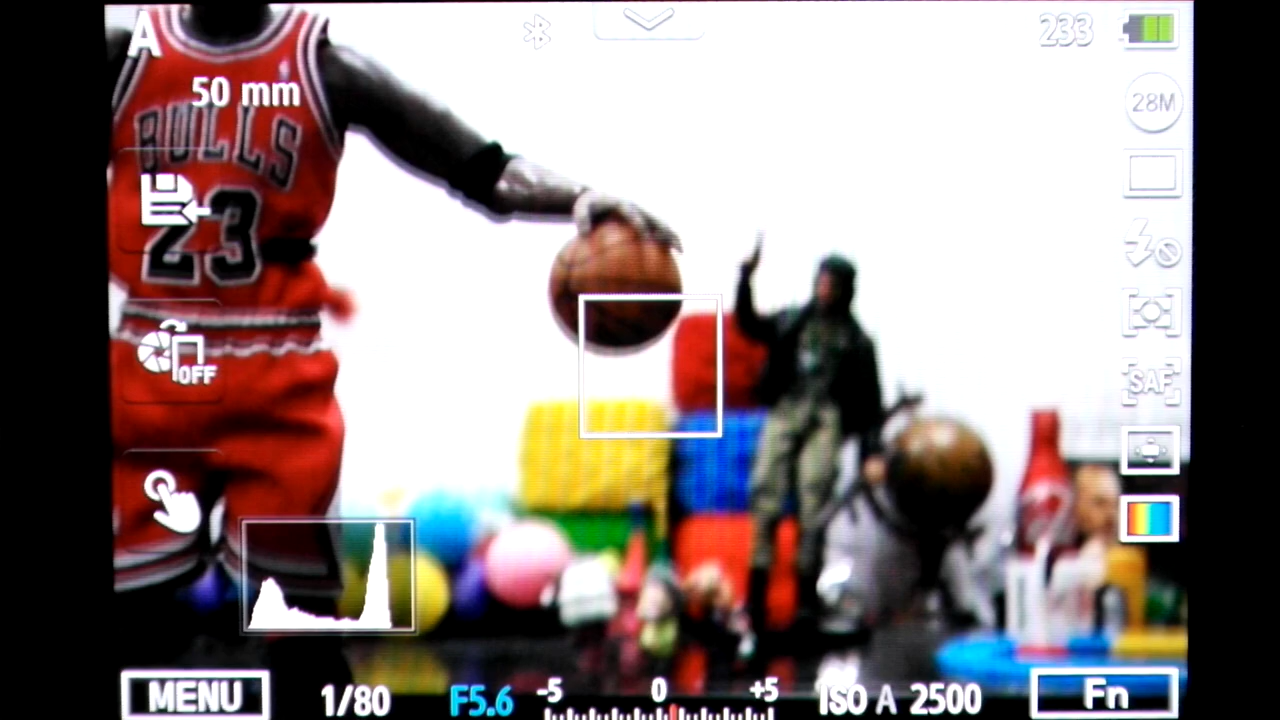 A
233
50 mm
28M
BULLS
23
OFF
SAF
MENU 1/80 F5.6 -5 0 +5 ISO A 2500 Fn